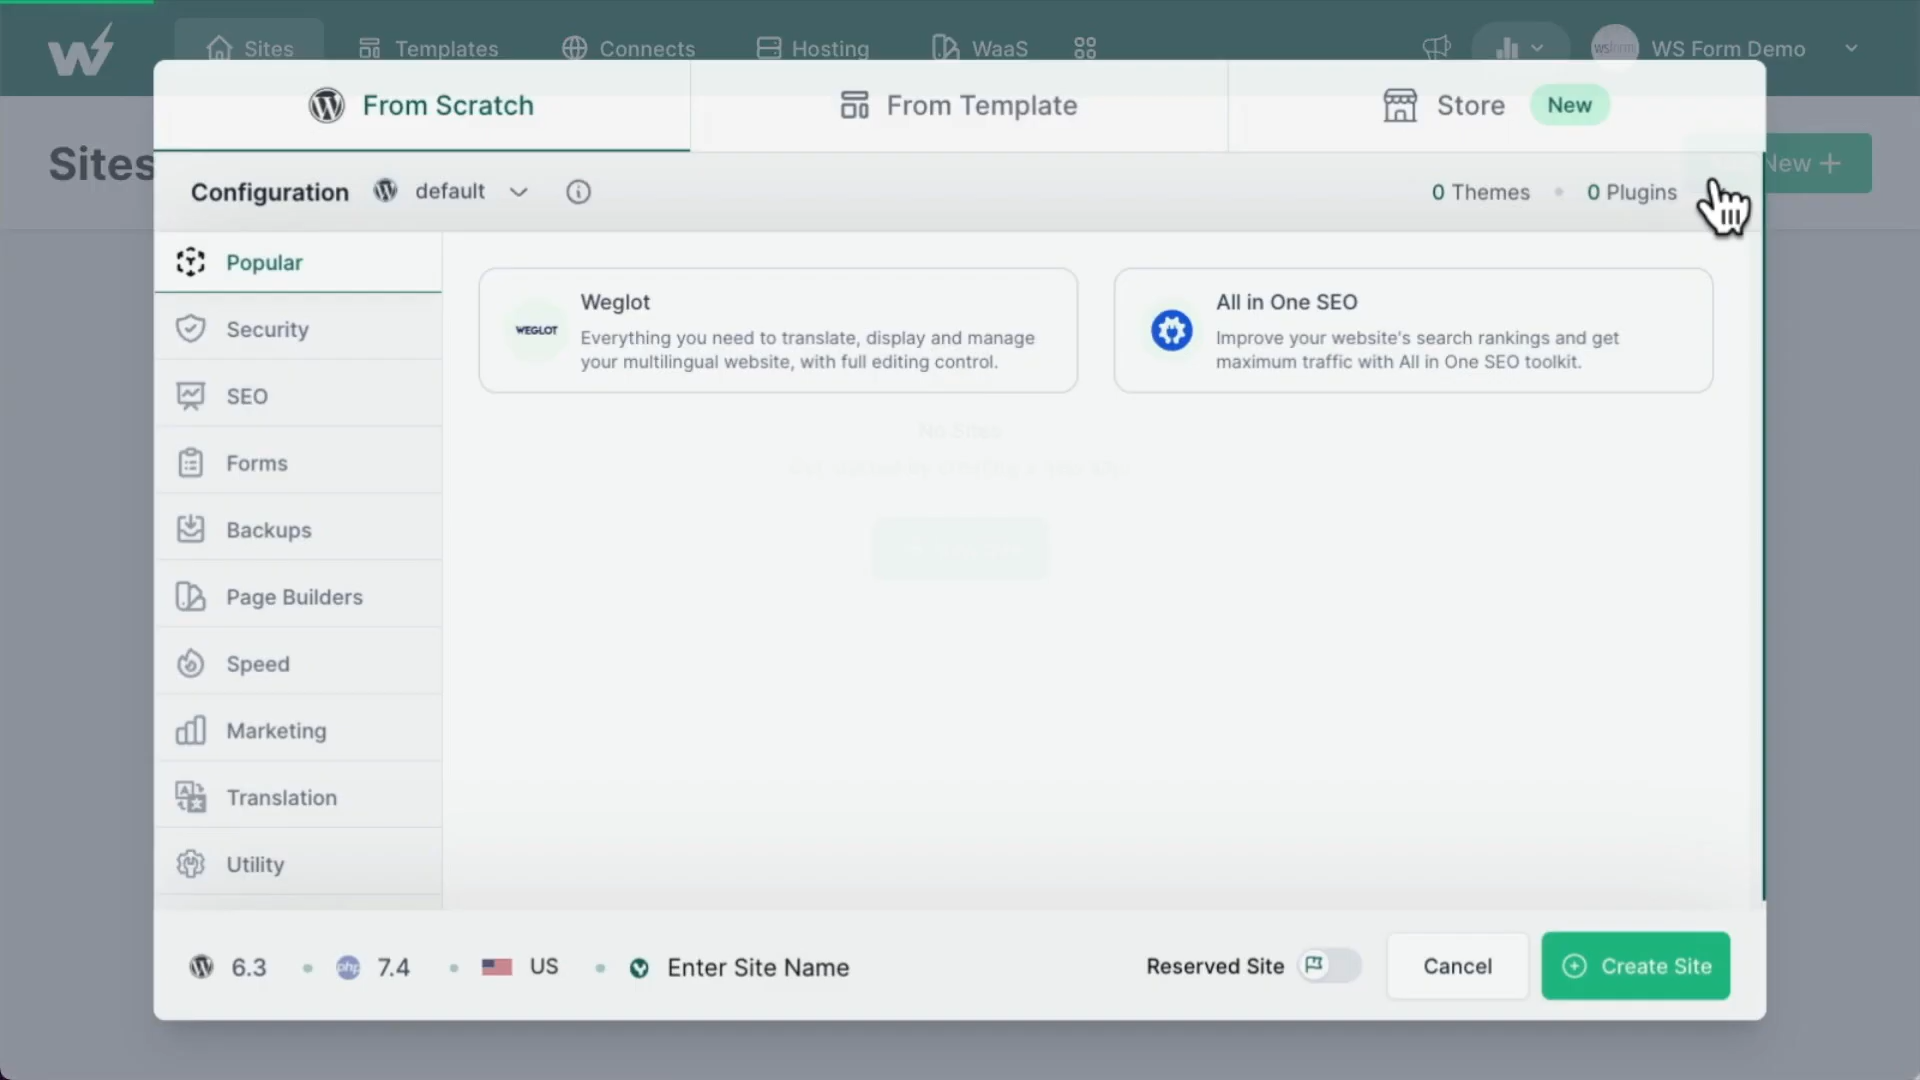 Sites
Templates
Connects
Hosting
WaaS
WS Form Demo
From Scratch
From Template
Store
New
Sites
New
Configuration
default
0 Themes
0 Plugins
Popular
Security
SEO
Forms
Backups
Page Builders
Speed
Marketing
Translation
Utility
WEGLOT
Weglot
Everything you need to translate, display and manage
your multilingual website, with full editing control.
All in One SEO
Improve your website's search rankings and get
maximum traffic with All in One SEO toolkit.
No Sites
6.3
php
7.4
US
Enter Site Name
Reserved Site
Cancel
Create Site